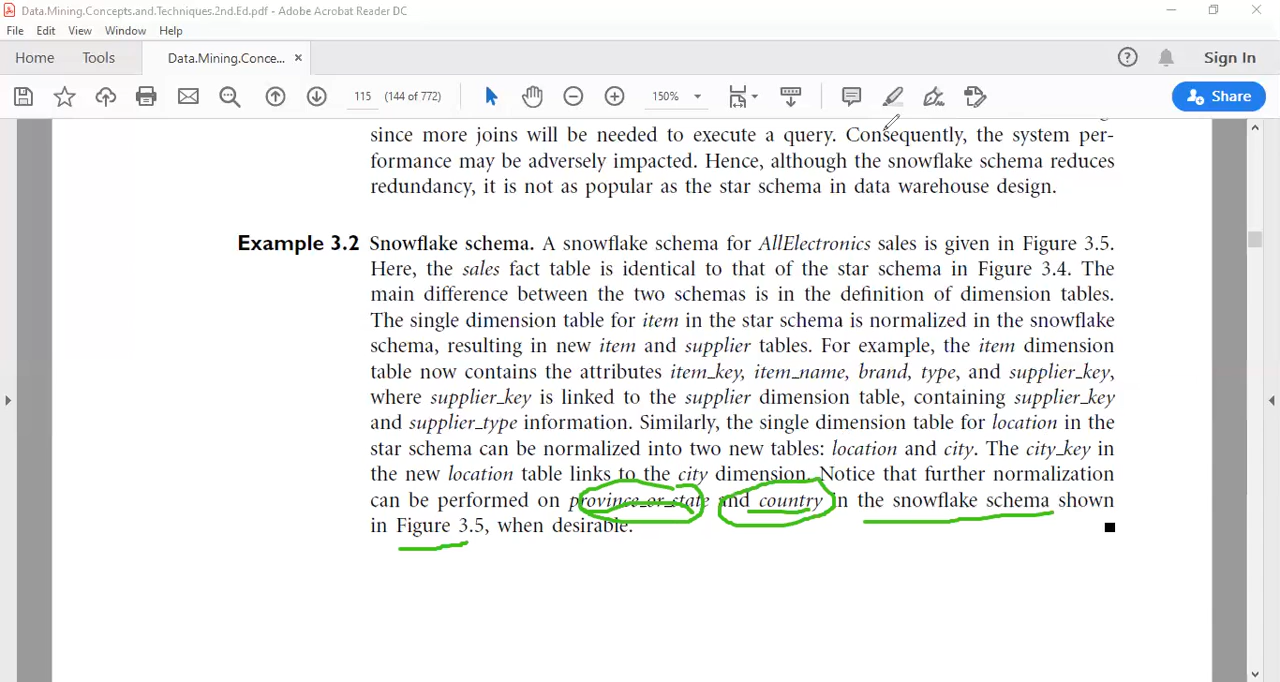 Data.Mining.Concepts.and.Techniques.2nd.Ed.pdf - Adobe Acrobat Reader DC
File Edit View Window Help
Home Tools Data.Mining.Conce... × Sign In
115 (144 of 772) 150% Share
since more joins will be needed to execute a query. Consequently, the system per-
formance may be adversely impacted. Hence, although the snowflake schema reduces
redundancy, it is not as popular as the star schema in data warehouse design.
Example 3.2 Snowflake schema. A snowflake schema for AllElectronics sales is given in Figure 3.5.
Here, the sales fact table is identical to that of the star schema in Figure 3.4. The
main difference between the two schemas is in the definition of dimension tables.
The single dimension table for item in the star schema is normalized in the snowflake
schema, resulting in new item and supplier tables. For example, the item dimension
table now contains the attributes item_key, item_name, brand, type, and supplier_key,
where supplier_key is linked to the supplier dimension table, containing supplier_key
and supplier_type information. Similarly, the single dimension table for location in the
star schema can be normalized into two new tables: location and city. The city_key in
the new location table links to the city dimension. Notice that further normalization
can be performed on province_or_state and country in the snowflake schema shown
in Figure 3.5, when desirable.